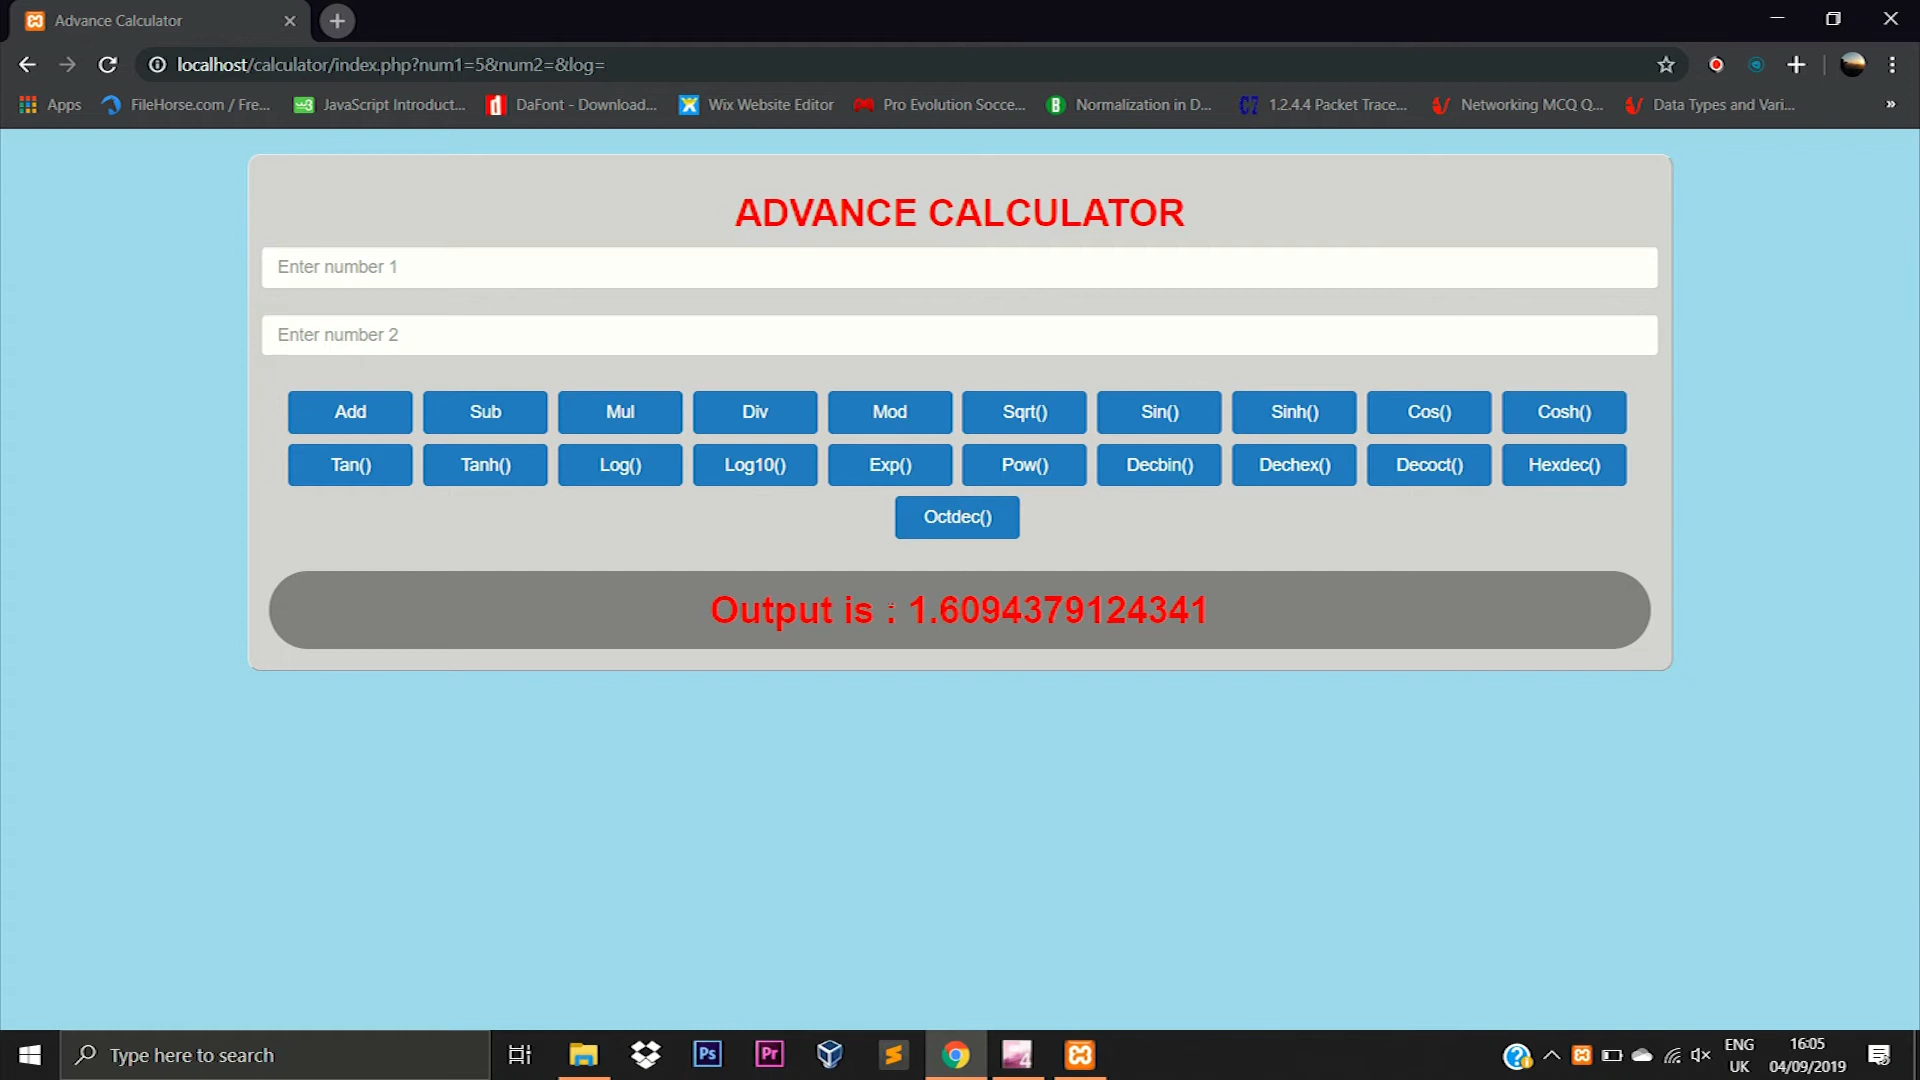 Advance Calculator
localhost/calculator/index.php?num1=5&num2=&log=
Apps FileHorse.com / Fre... JavaScript Introduct... DaFont - Download... Wix Website Editor Pro Evolution Socce... Normalization in D... 1.2.4.4 Packet Trace... Networking MCQ Q... Data Types and Vari... »
ADVANCE CALCULATOR
Enter number 1
Enter number 2
Add Sub Mul Div Mod Sqrt() Sin() Sinh() Cos() Cosh()
Tan() Tanh() Log() Log10() Exp() Pow() Decbin() Dechex() Decoct() Hexdec()
Octdec()
Output is : 1.6094379124341
Type here to search
Ps Pr
ENG
UK
16:05
04/09/2019